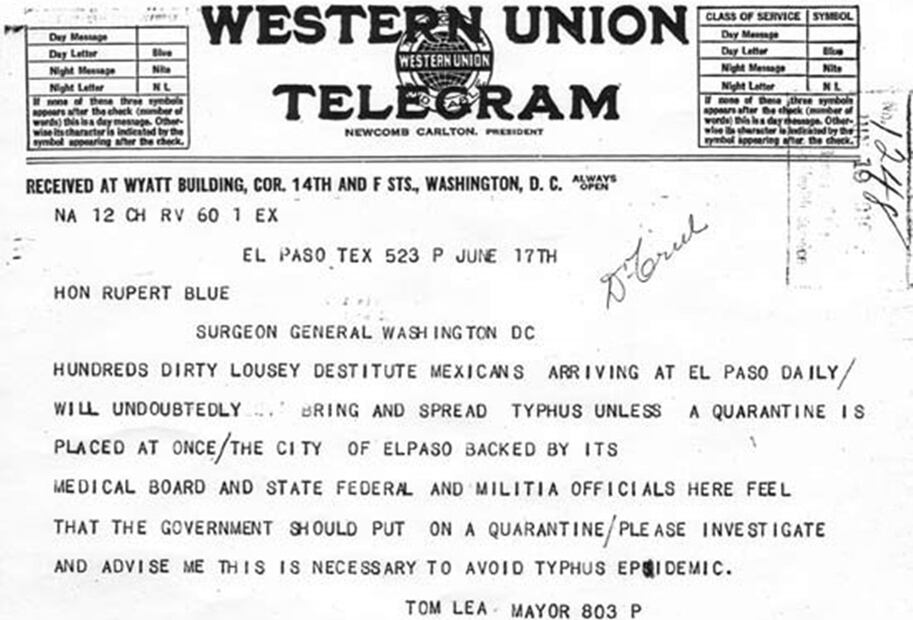 WESTERN UNION
WESTERN UNION
TELEGRAM
NEWCOMB CARLTON, PRESIDENT
Day Message
Day Letter Blue
Night Message Nite
Night Letter N L
If none of these three symbols
appears after the check (number of
words) this is a day message. Other-
wise its character is indicated by the
symbol appearing after the check.
CLASS OF SERVICE SYMBOL
Day Message
Day Letter Blue
Night Message Nite
Night Letter N L
If none of these three symbols
appears after the check (number of
words) this is a day message. Other-
wise its character is indicated by the
symbol appearing after the check.
RECEIVED AT WYATT BUILDING, COR. 14TH AND F STS., WASHINGTON, D. C. ALWAYS OPEN
NA 12 CH RV 60 1 EX
EL PASO TEX 523 P JUNE 17TH
HON RUPERT BLUE
SURGEON GENERAL WASHINGTON DC
HUNDREDS DIRTY LOUSEY DESTITUTE MEXICANS ARRIVING AT EL PASO DAILY/
WILL UNDOUBTEDLY BRING AND SPREAD TYPHUS UNLESS A QUARANTINE IS
PLACED AT ONCE/THE CITY OF ELPASO BACKED BY ITS
MEDICAL BOARD AND STATE FEDERAL AND MILITIA OFFICIALS HERE FEEL
THAT THE GOVERNMENT SHOULD PUT ON A QUARANTINE/PLEASE INVESTIGATE
AND ADVISE ME THIS IS NECESSARY TO AVOID TYPHUS EPIDEMIC.
TOM LEA MAYOR 803 P